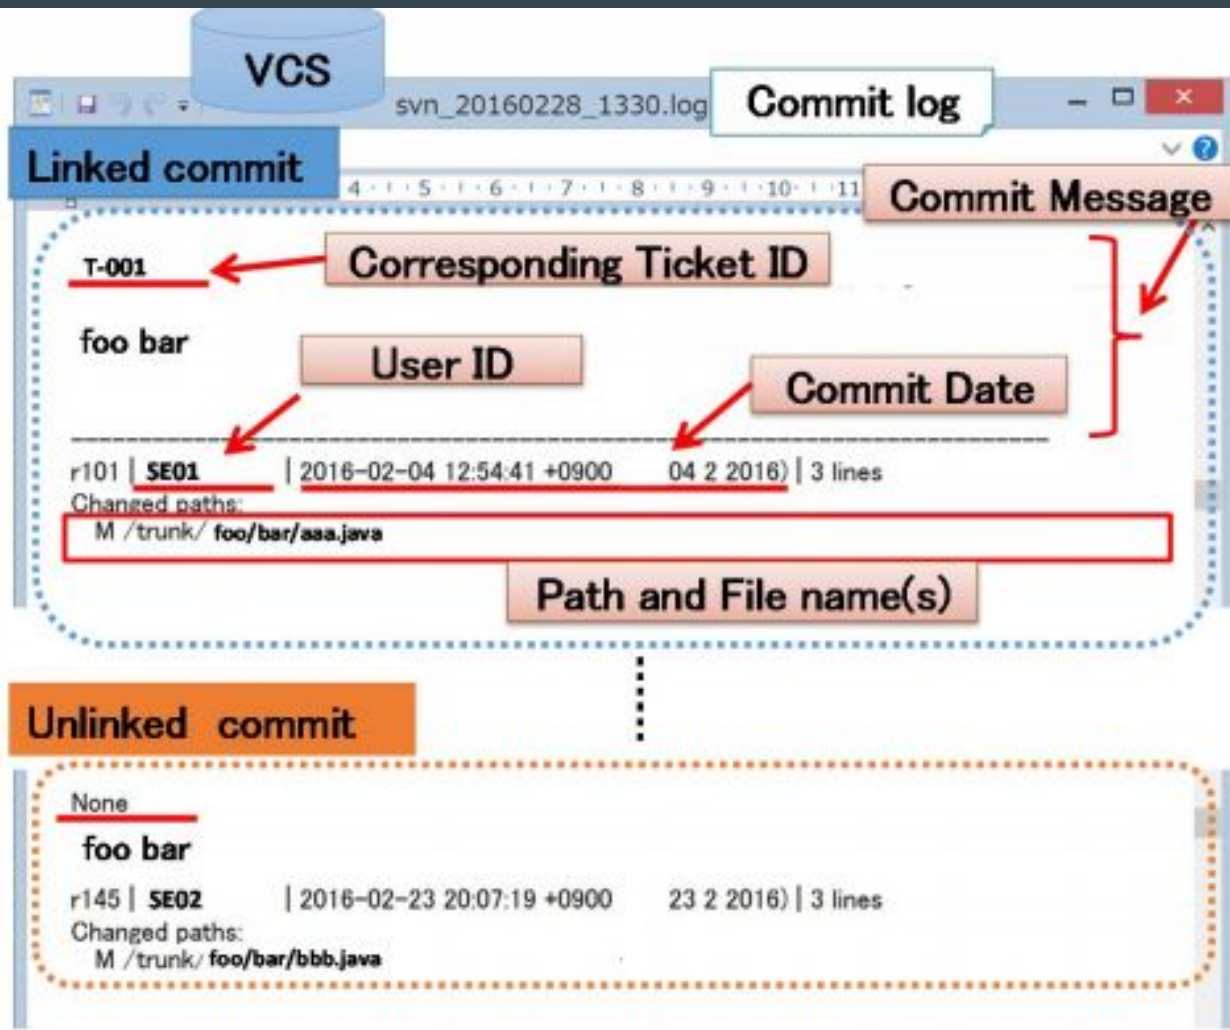 VCS
svn_20160228_1330.log
Commit log
Linked commit
4 · 5 · 6 · 7 · 8 · 9 · 10 · 11
Commit Message
T-001
Corresponding Ticket ID
foo bar
User ID
Commit Date
r101 | SE01 | 2016-02-04 12:54:41 +0900 04 2 2016) | 3 lines
Changed paths:
M /trunk/ foo/bar/aaa.java
Path and File name(s)
Unlinked commit
None
foo bar
r145 | SE02 | 2016-02-23 20:07:19 +0900 23 2 2016) | 3 lines
Changed paths:
M /trunk/ foo/bar/bbb.java